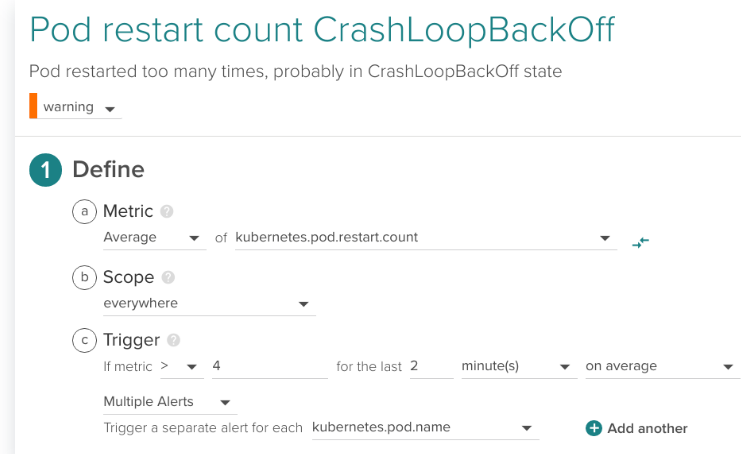 Pod restart count CrashLoopBackOff
Pod restarted too many times, probably in CrashLoopBackOff state
warning
1 Define
a Metric ?
Average of kubernetes.pod.restart.count
b Scope ?
everywhere
c Trigger ?
If metric > 4 for the last 2 minute(s) on average
Multiple Alerts
Trigger a separate alert for each kubernetes.pod.name + Add another